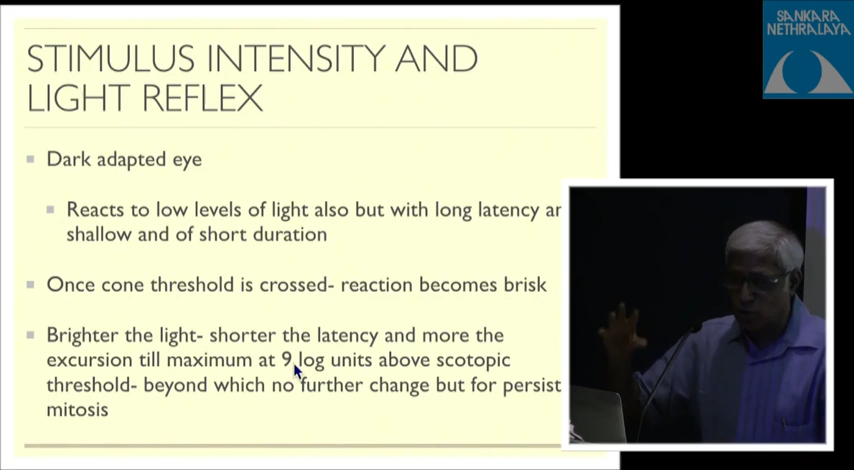 STIMULUS INTENSITY AND
LIGHT REFLEX
Dark adapted eye
Reacts to low levels of light also but with long latency
shallow and of short duration
Once cone threshold is crossed- reaction becomes brisk
Brighter the light- shorter the latency and more the
excursion till maximum at 9 log units above scotopic
threshold- beyond which no further change but for persist
mitosis
SANKARA
NETHRALAYA